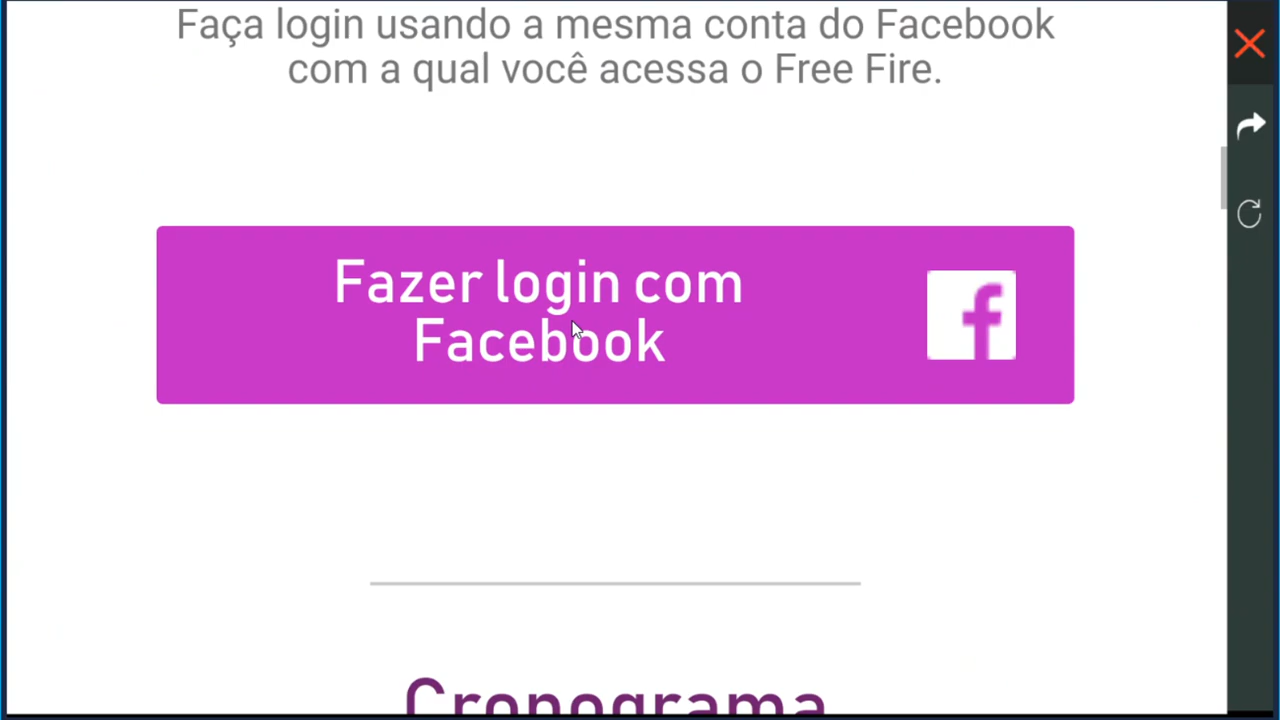 Faça login usando a mesma conta do Facebook
com a qual você acessa o Free Fire.
Fazer login com
Facebook
f
Cronograma